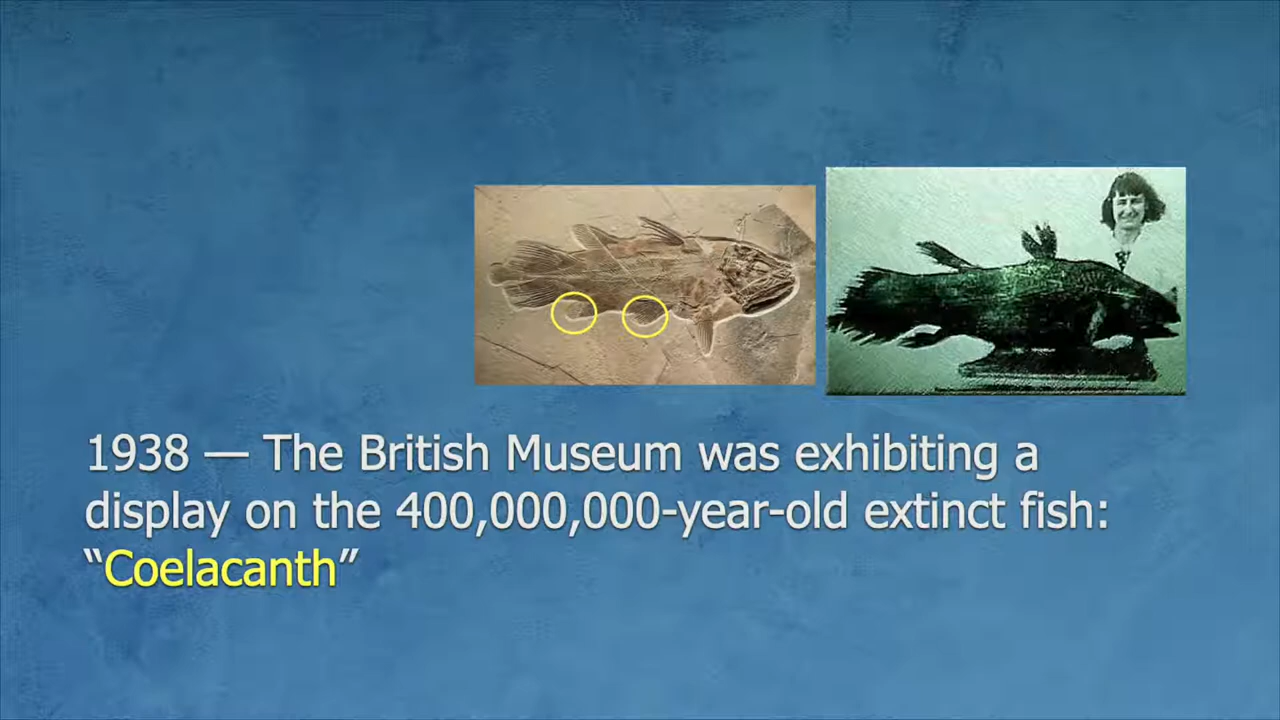 1938 — The British Museum was exhibiting a
display on the 400,000,000-year-old extinct fish:
“Coelacanth”